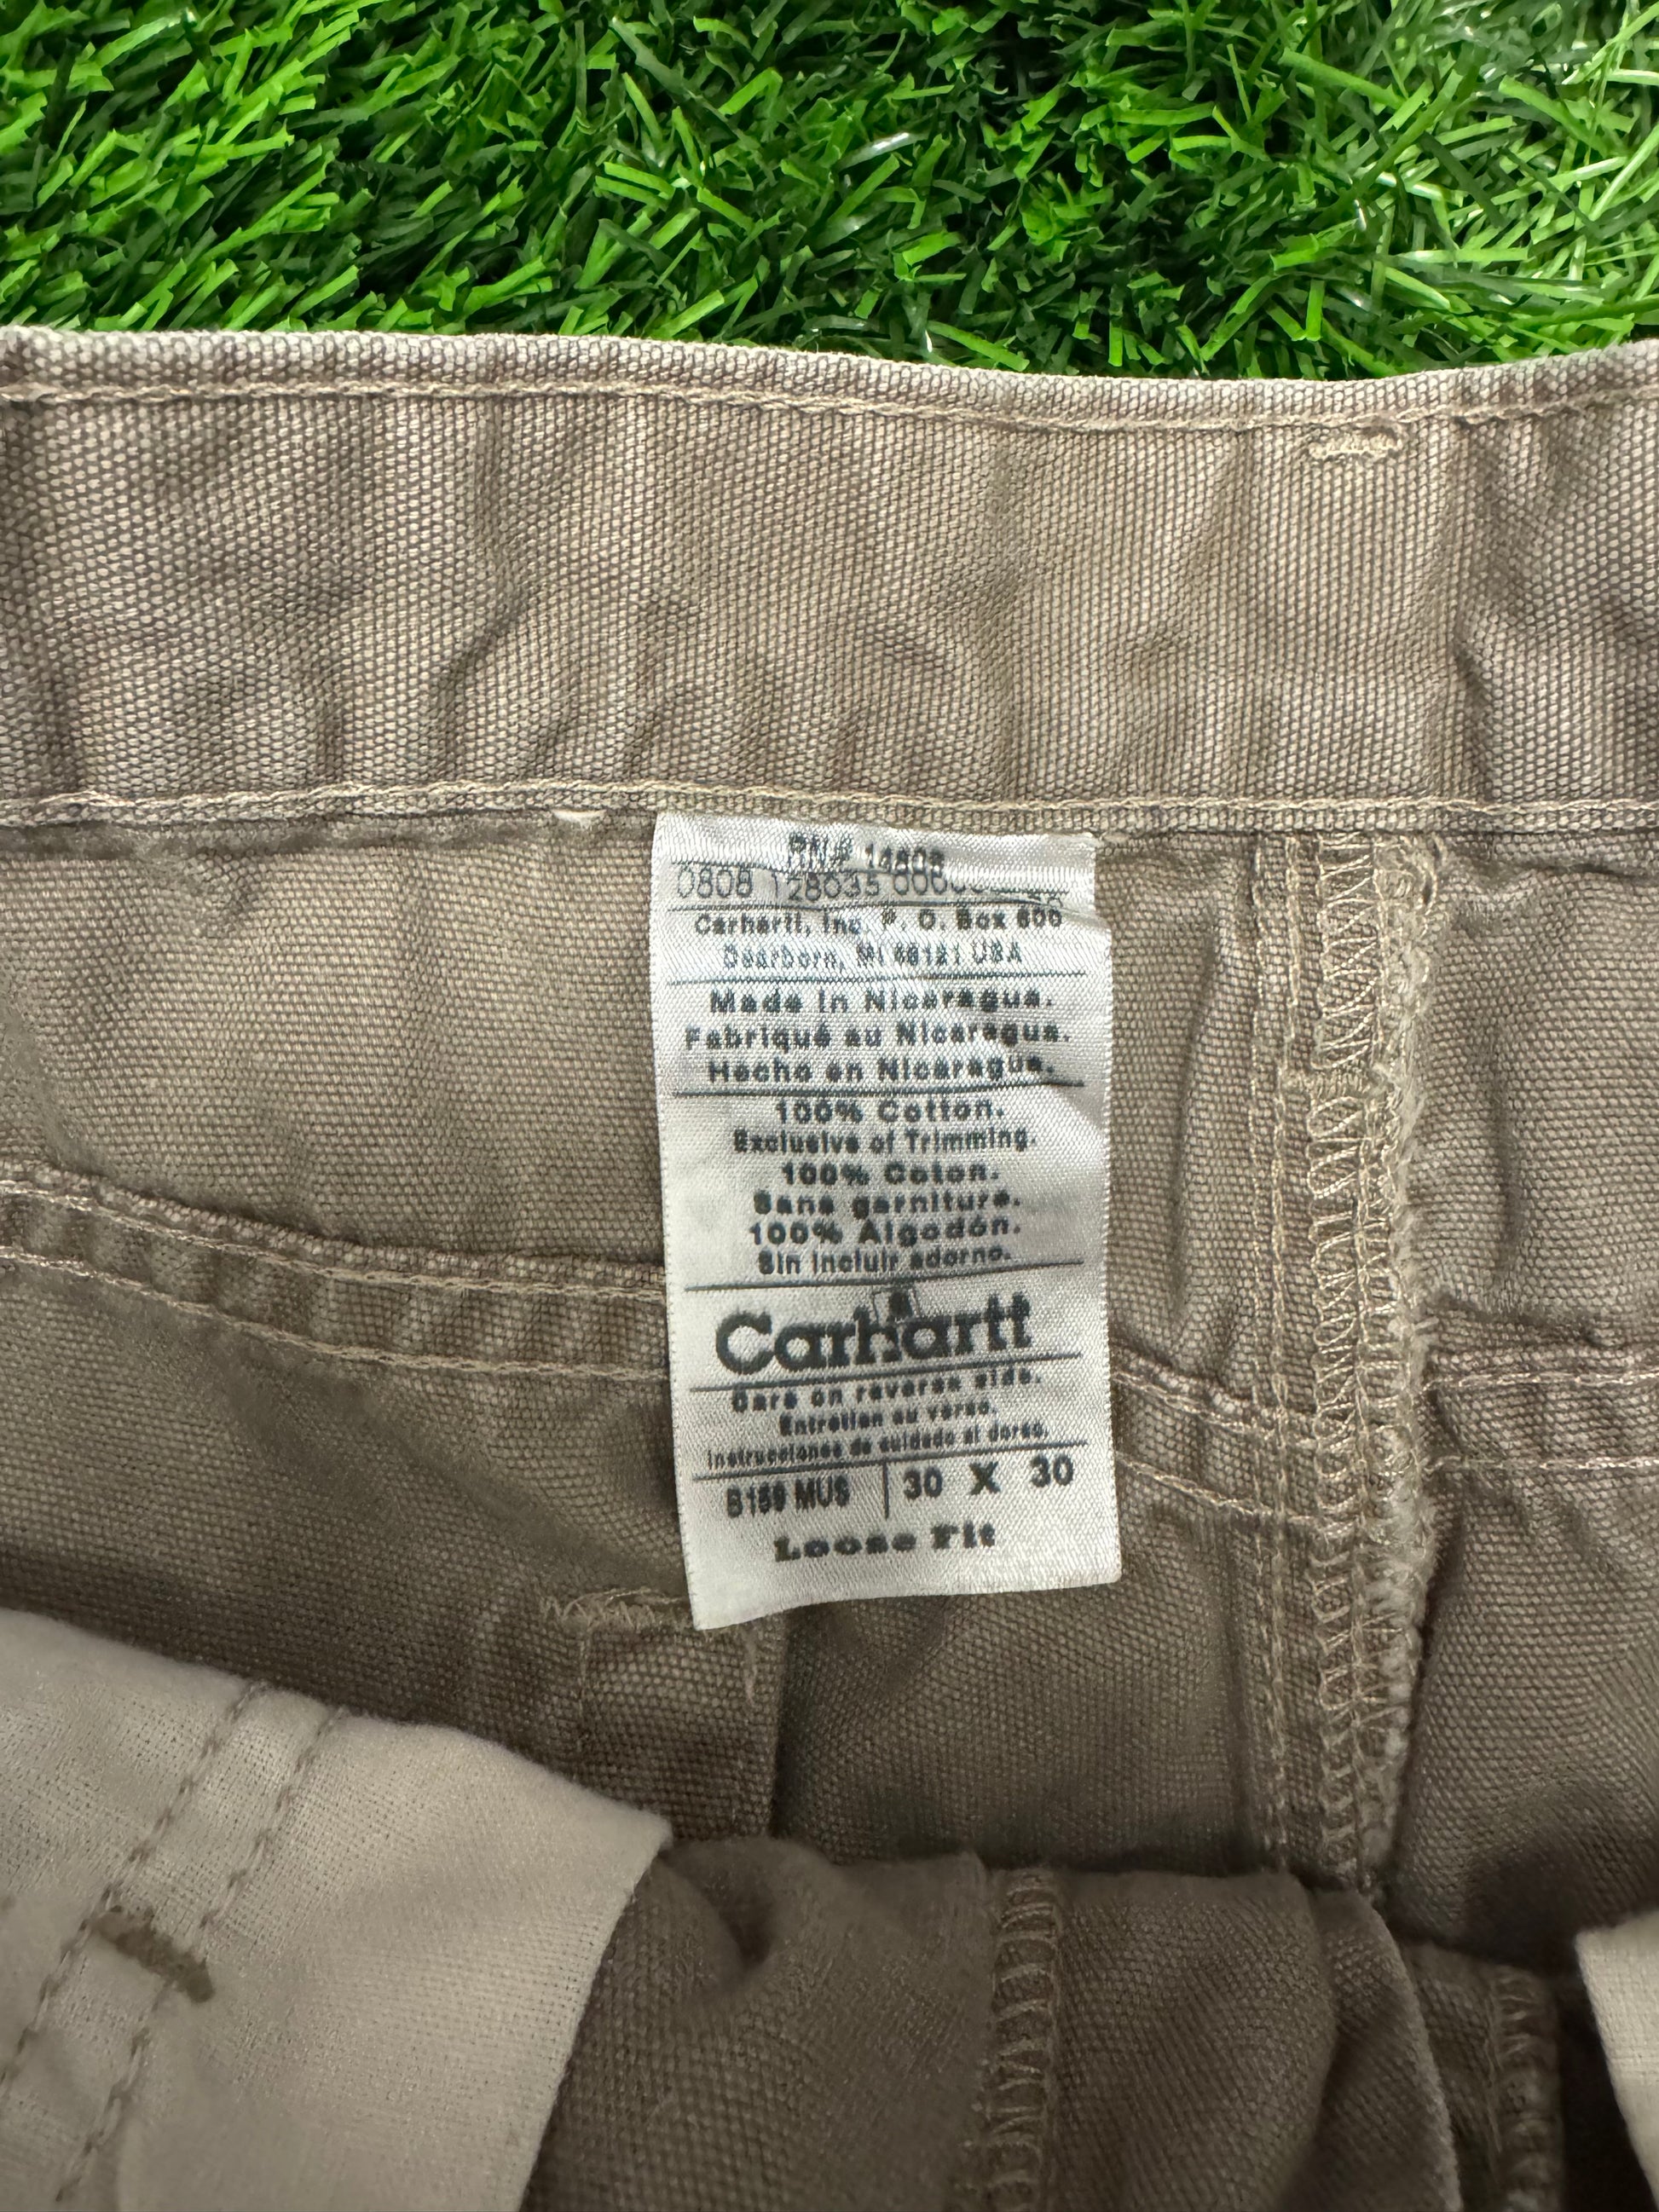 RN# 14806
0808 128035
Carhartt, Inc. P. O. Box 600
Dearborn, MI 48121 USA
Made in Nicaragua.
Fabriqué au Nicaragua.
Hecho en Nicaragua.
100% Cotton.
Exclusive of Trimming.
100% Coton.
Sans garniture.
100% Algodón.
Sin incluir adorno.
Carhartt
Care on reverse side.
Entretien au verso.
Instrucciones de cuidado al dorso.
B159 MUS 30 X 30
Loose Fit